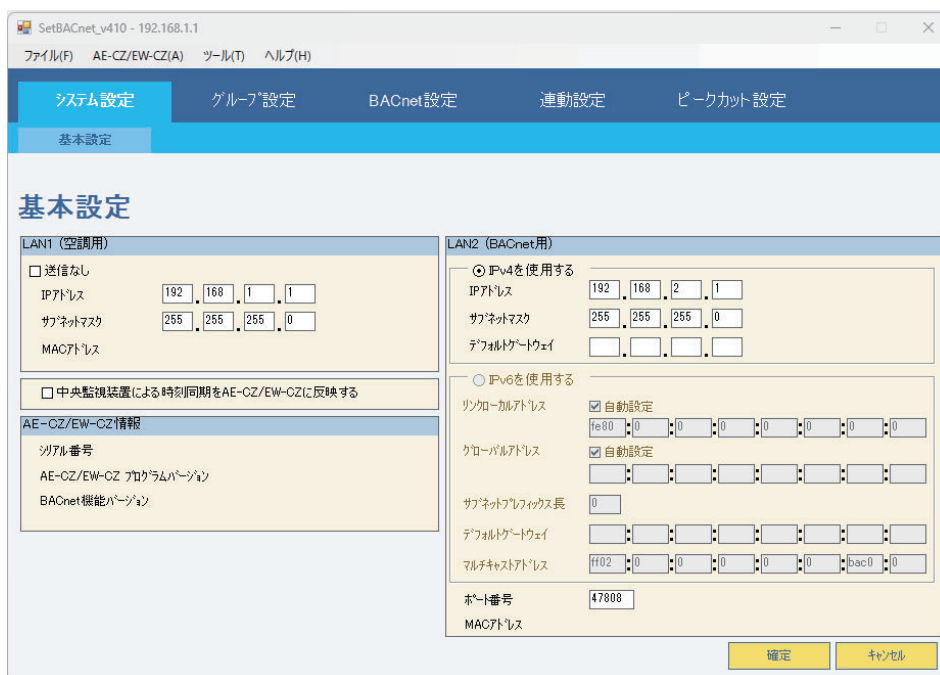 SetBACnet_v410 - 192.168.1.1
ファイル(F) AE-CZ/EW-CZ(A) ツール(T) ヘルプ(H)
システム設定 グループ設定 BACnet設定 連動設定 ピークカット設定
基本設定
基本設定
LAN1 (空調用)
送信なし
IPアドレス 192 . 168 . 1 . 1
サブネットマスク 255 . 255 . 255 . 0
MACアドレス
中央監視装置による時刻同期をAE-CZ/EW-CZに反映する
AE-CZ/EW-CZ情報
シリアル番号
AE-CZ/EW-CZ プログラムバージョン
BACnet機能バージョン
LAN2 (BACnet用)
IPv4を使用する
IPアドレス 192 . 168 . 2 . 1
サブネットマスク 255 . 255 . 255 . 0
デフォルトゲートウェイ . . .
IPv6を使用する
リンクローカルアドレス 自動設定
fe80 : 0 : 0 : 0 : 0 : 0 : 0 : 0
グローバルアドレス 自動設定
: : : : : : :
サブネットプレフィックス長 0
デフォルトゲートウェイ : : : : : : :
マルチキャストアドレス ff02 : 0 : 0 : 0 : 0 : 0 : bac0 : 0
ポート番号 47808
MACアドレス
確定 キャンセル